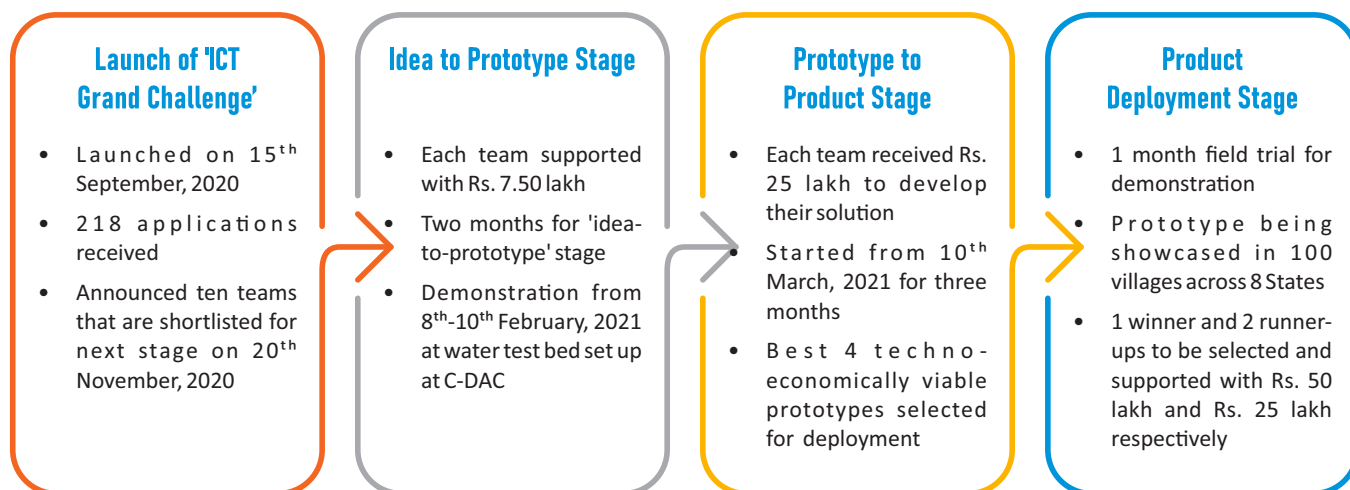 Launch of 'ICT
Grand Challenge'
• Launched on 15th
September, 2020
• 218 applications
received
• Announced ten teams
that are shortlisted for
next stage on 20th
November, 2020
Idea to Prototype Stage
• Each team supported
with Rs. 7.50 lakh
• Two months for 'idea-
to-prototype' stage
• Demonstration from
8th-10th February, 2021
at water test bed set up
at C-DAC
Prototype to
Product Stage
• Each team received Rs.
25 lakh to develop
their solution
• Started from 10th
March, 2021 for three
months
• Best 4 techno-
economically viable
prototypes selected
for deployment
Product
Deployment Stage
• 1 month field trial for
demonstration
• Prototype being
showcased in 100
villages across 8 States
• 1 winner and 2 runner-
ups to be selected and
supported with Rs. 50
lakh and Rs. 25 lakh
respectively